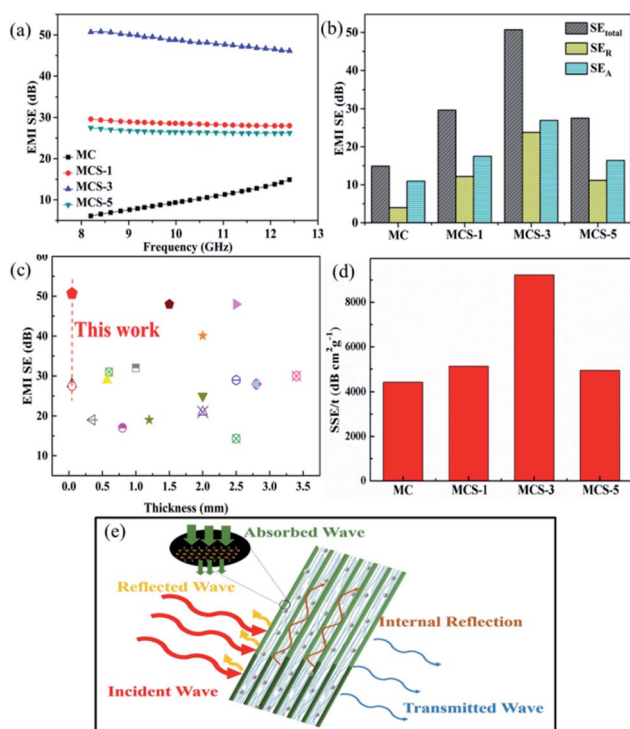 (a)
EMI SE (dB)
50
40
30
20
10
MC
MCS-1
MCS-3
MCS-5
8 9 10 11 12 13
Frequency (GHz)
(b)
EMI SE (dB)
50
40
30
20
10
0
SEtotal
SER
SEA
MC MCS-1 MCS-3 MCS-5
(c)
EMI SE (dB)
60
50
40
30
20
10
This work
0.0 0.5 1.0 1.5 2.0 2.5 3.0 3.5
Thickness (mm)
(d)
SSE/t (dB cm²g⁻¹)
8000
6000
4000
2000
0
MC MCS-1 MCS-3 MCS-5
(e)
Absorbed Wave
Reflected Wave
Internal Reflection
Incident Wave
Transmitted Wave